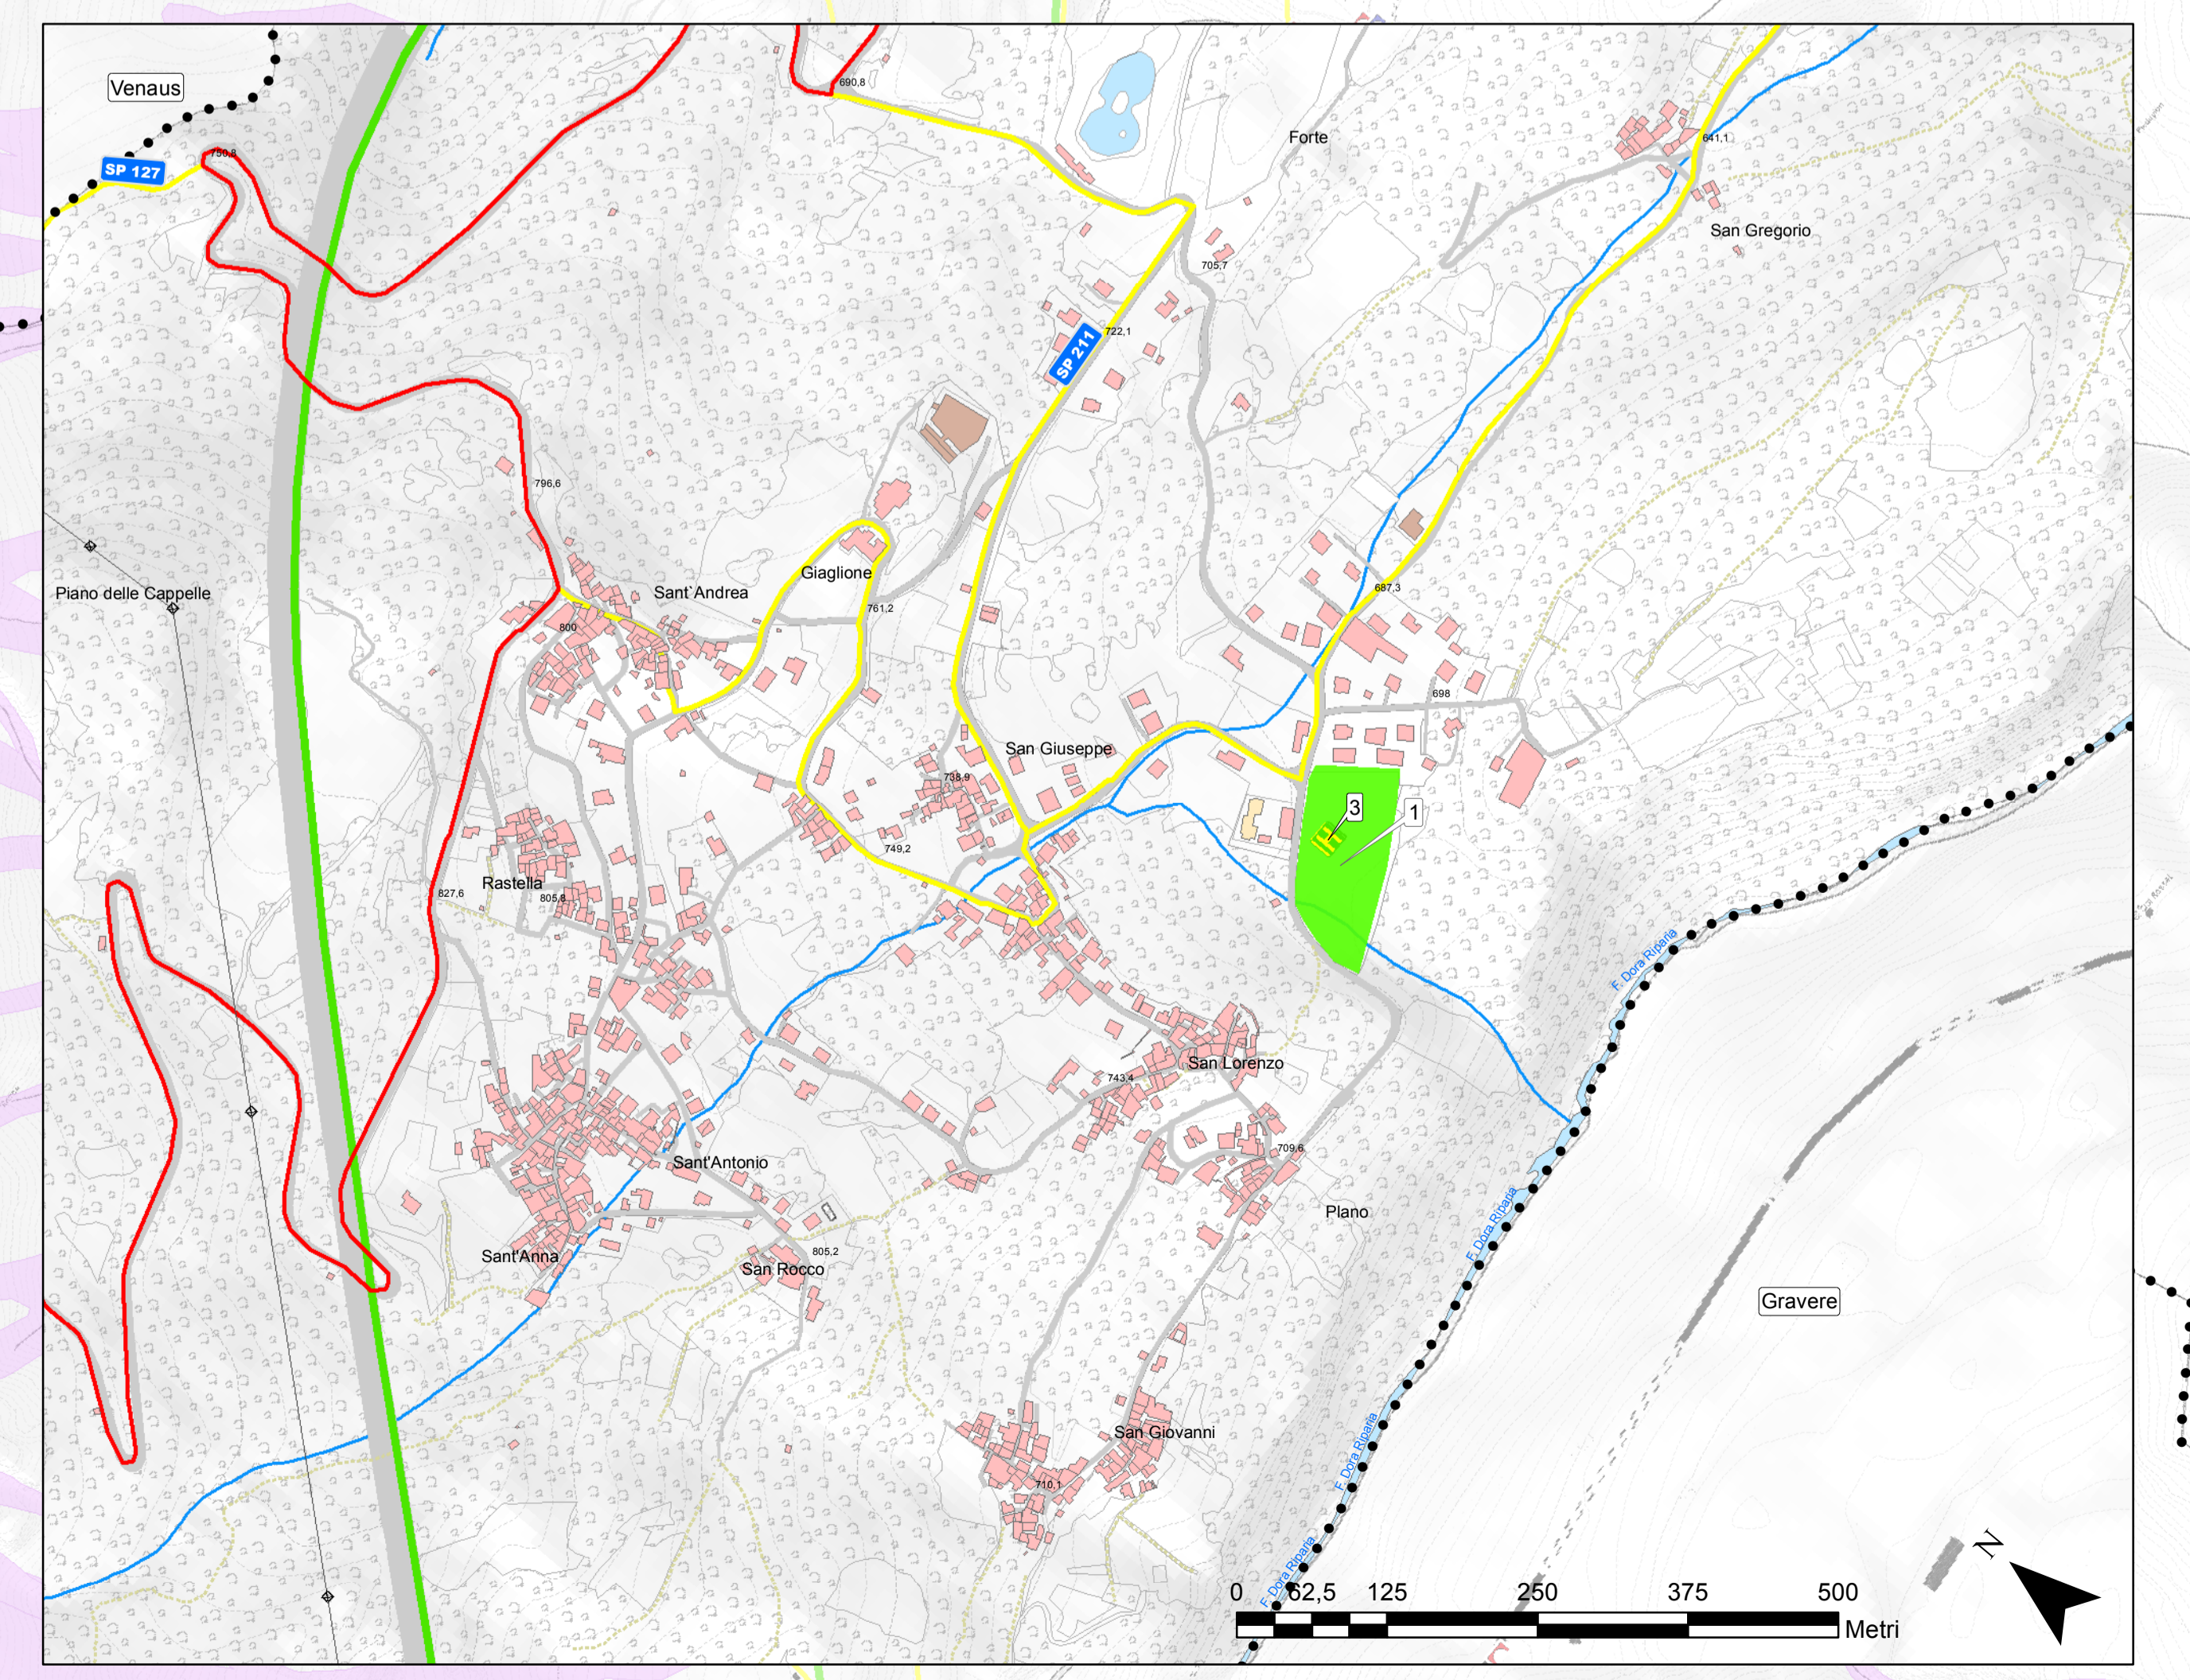 690,8
Venaus
Forte
641,1
750,8
SP 127
San Gregorio
705,7
722,1
SP 211
796,6
Giaglione
687,3
Piano delle Cappelle
Sant`Andrea
761,2
800
698
San Giuseppe
738,9
3
1
749,2
Rastella
827,6
805,8
F. Dora Riparia
San Lorenzo
743,4
709,6
Sant'Antonio
Plano
F. Dora Riparia
Sant'Anna
805,2
San Rocco
Gravere
San Giovanni
F. Dora Riparia
710,1
N
F. Dora Riparia
0 62,5 125 250 375 500
Metri